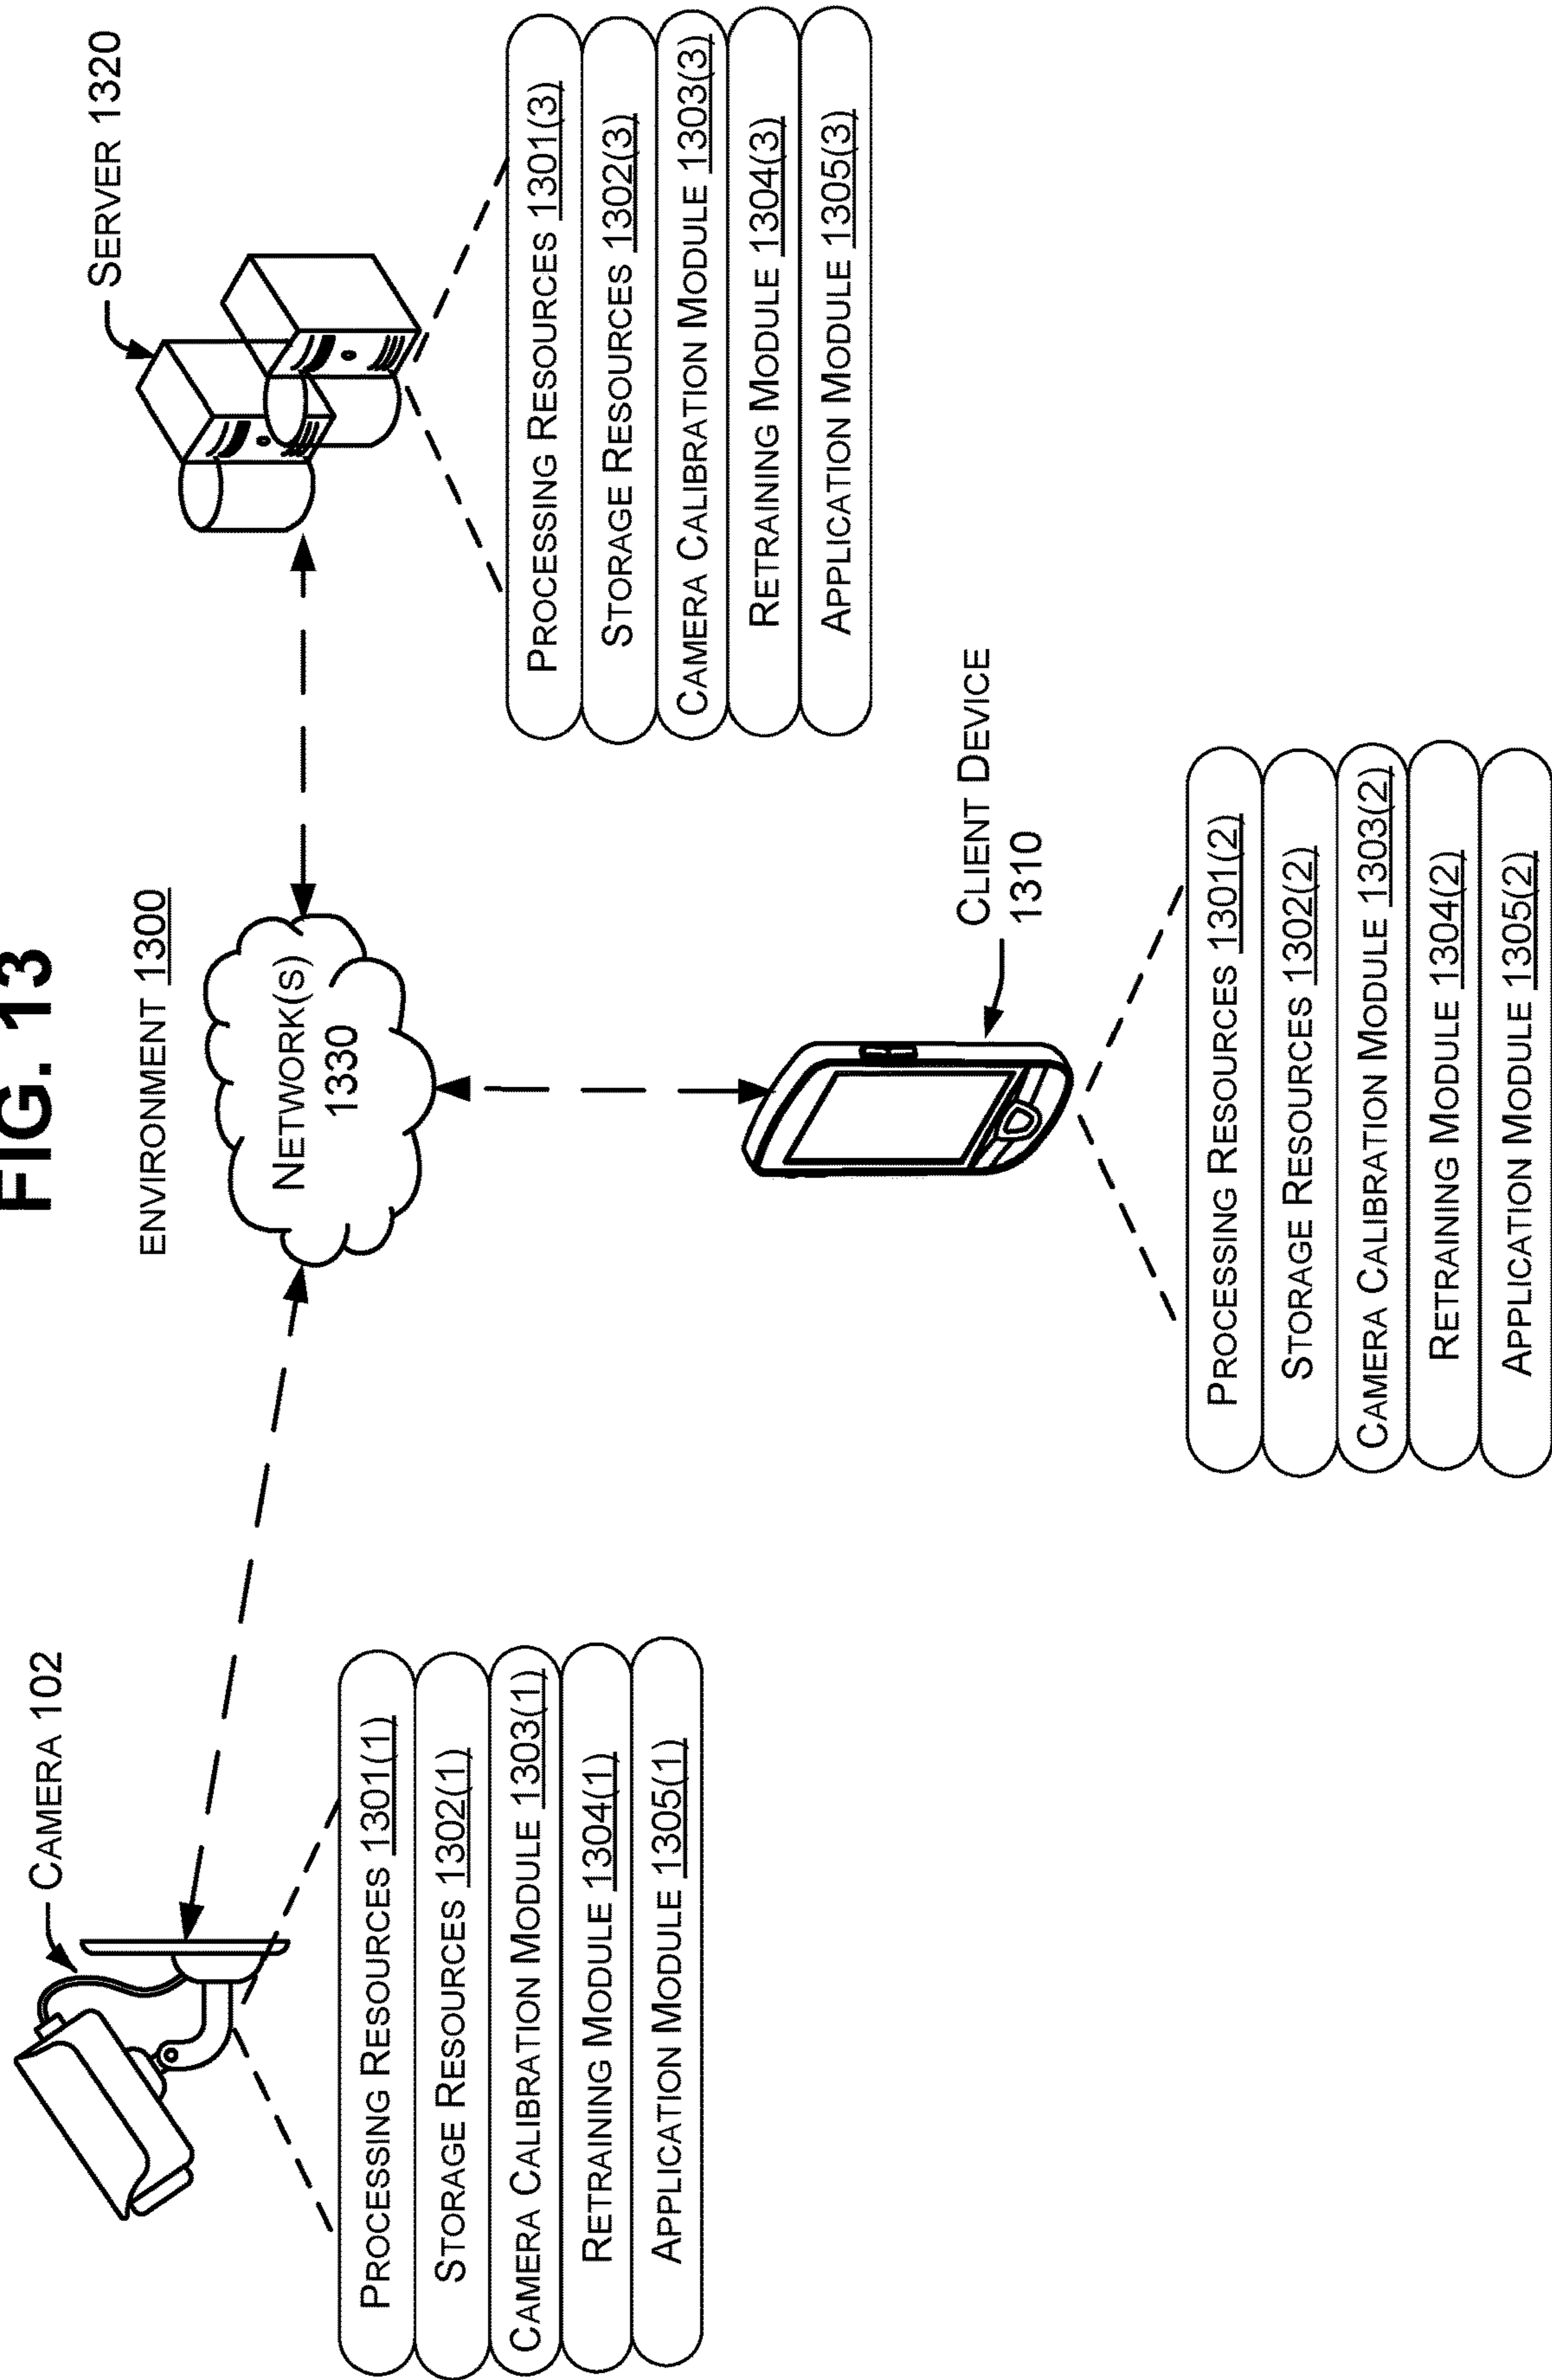 FIG. 13
ENVIRONMENT 1300
CAMERA 102
PROCESSING RESOURCES 1301(1)
STORAGE RESOURCES 1302(1)
CAMERA CALIBRATION MODULE 1303(1)
RETRAINING MODULE 1304(1)
APPLICATION MODULE 1305(1)
NETWORK(S)
1330
SERVER 1320
PROCESSING RESOURCES 1301(3)
STORAGE RESOURCES 1302(3)
CAMERA CALIBRATION MODULE 1303(3)
RETRAINING MODULE 1304(3)
APPLICATION MODULE 1305(3)
CLIENT DEVICE
1310
PROCESSING RESOURCES 1301(2)
STORAGE RESOURCES 1302(2)
CAMERA CALIBRATION MODULE 1303(2)
RETRAINING MODULE 1304(2)
APPLICATION MODULE 1305(2)